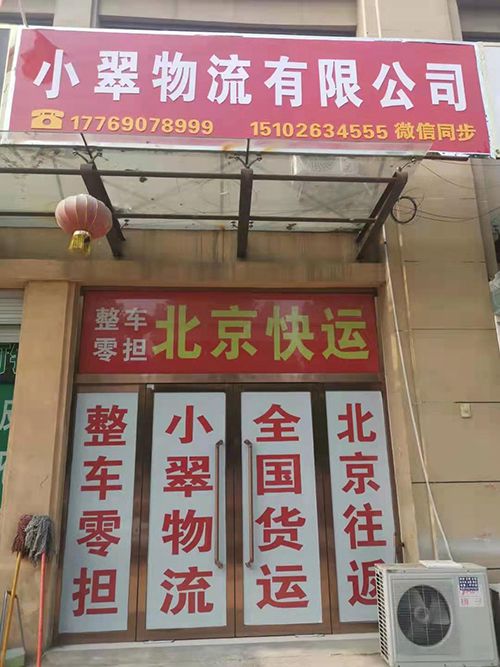 小翠物流有限公司
☎17769078999 15102634555 微信同步
整车
零担 北京快运
整车零担
小翠物流
全国货运
北京往返